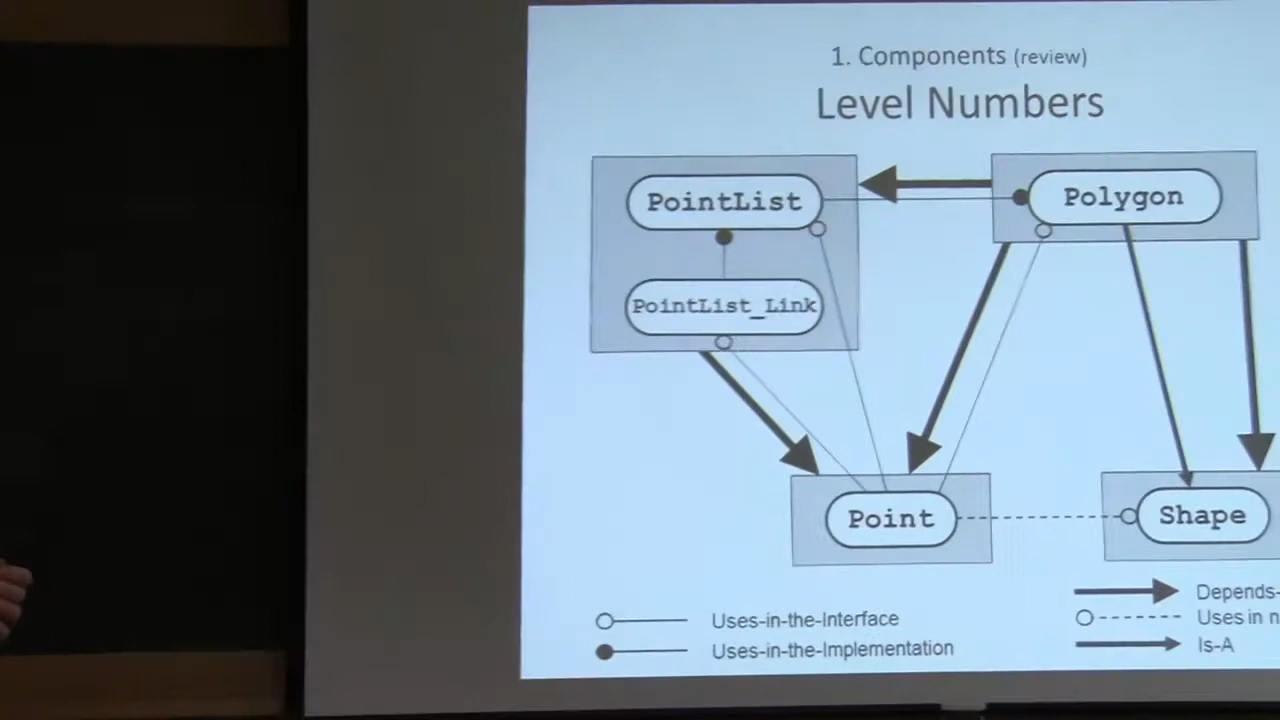 1. Components (review)
Level Numbers
PointList
Polygon
PointList_Link
Point
Shape
Uses-in-the-Interface
Uses-in-the-Implementation
Depends-
Uses in n
Is-A